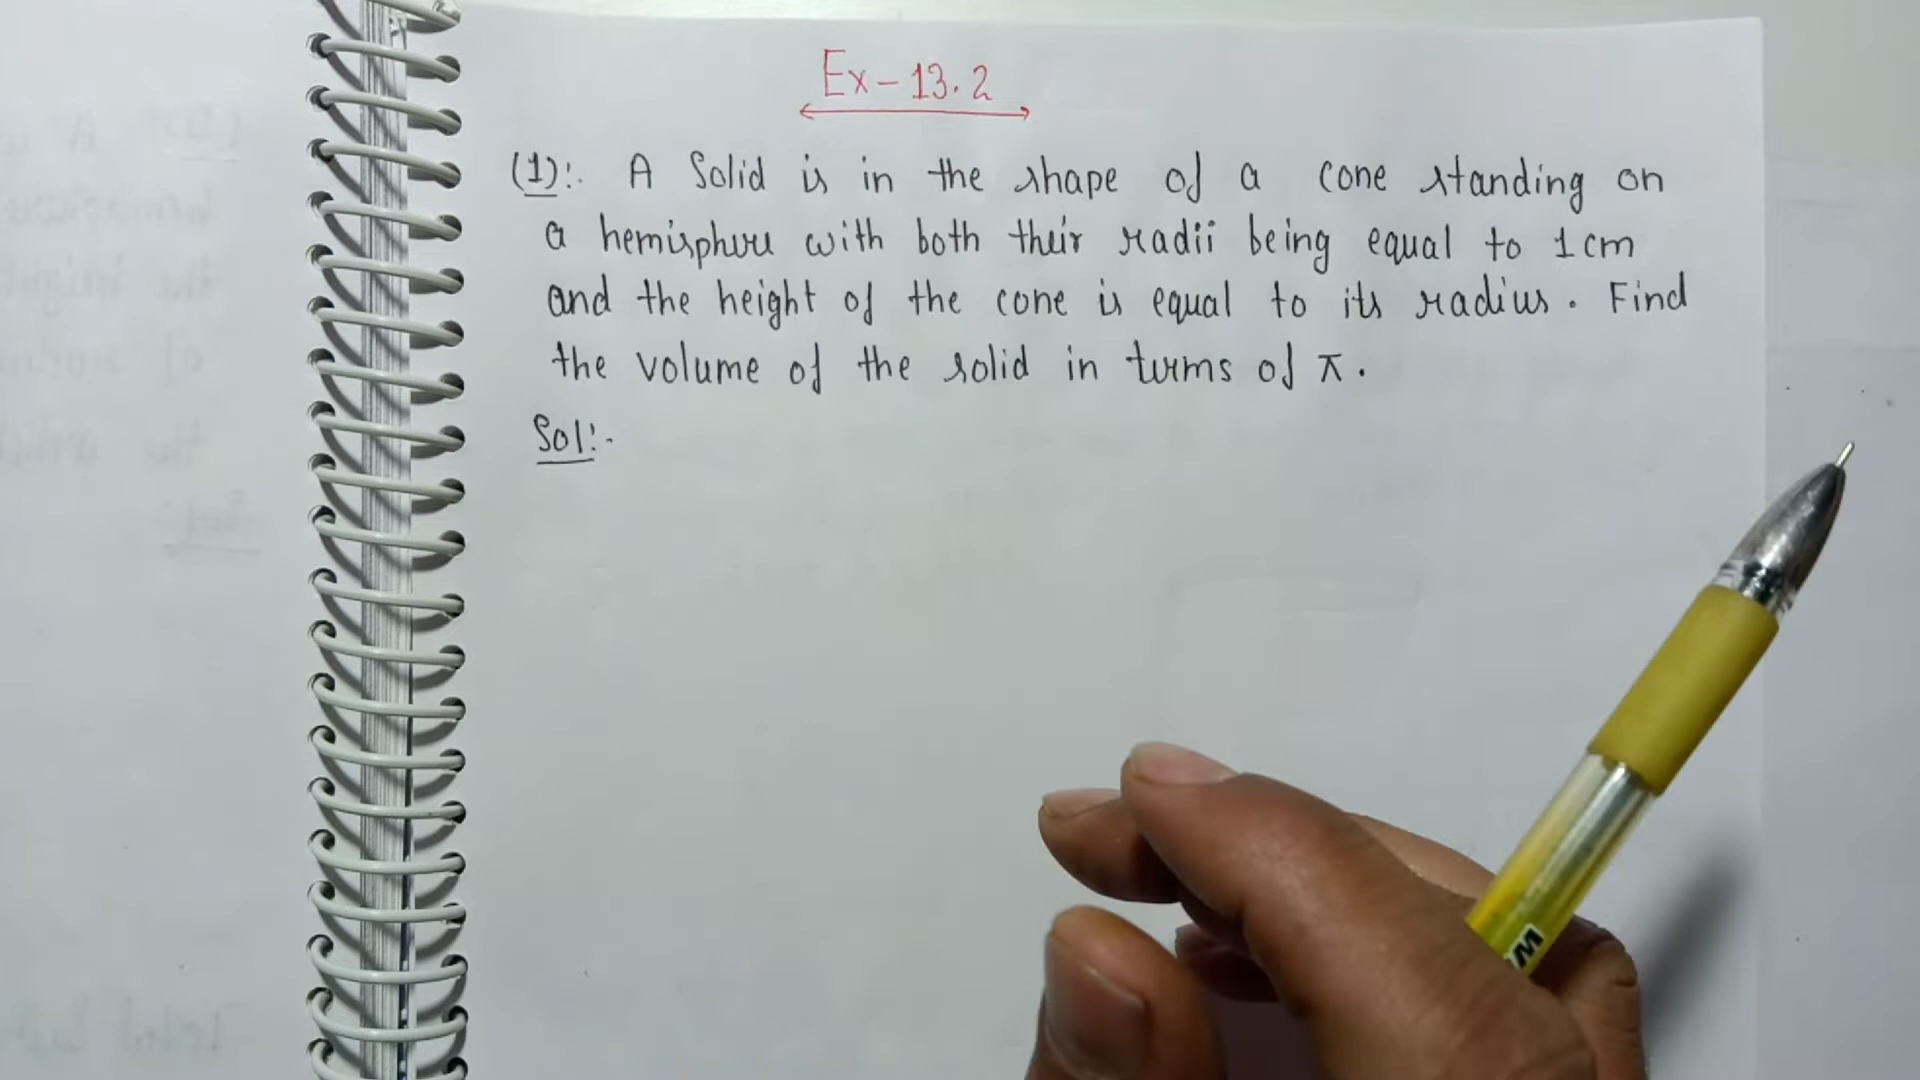 Ex-13.2
(1):. A Solid is in the shape of a cone standing on
a hemisphere with both their radii being equal to 1cm
and the height of the cone is equal to its radius. Find
the volume of the solid in terms of π.
Sol:-